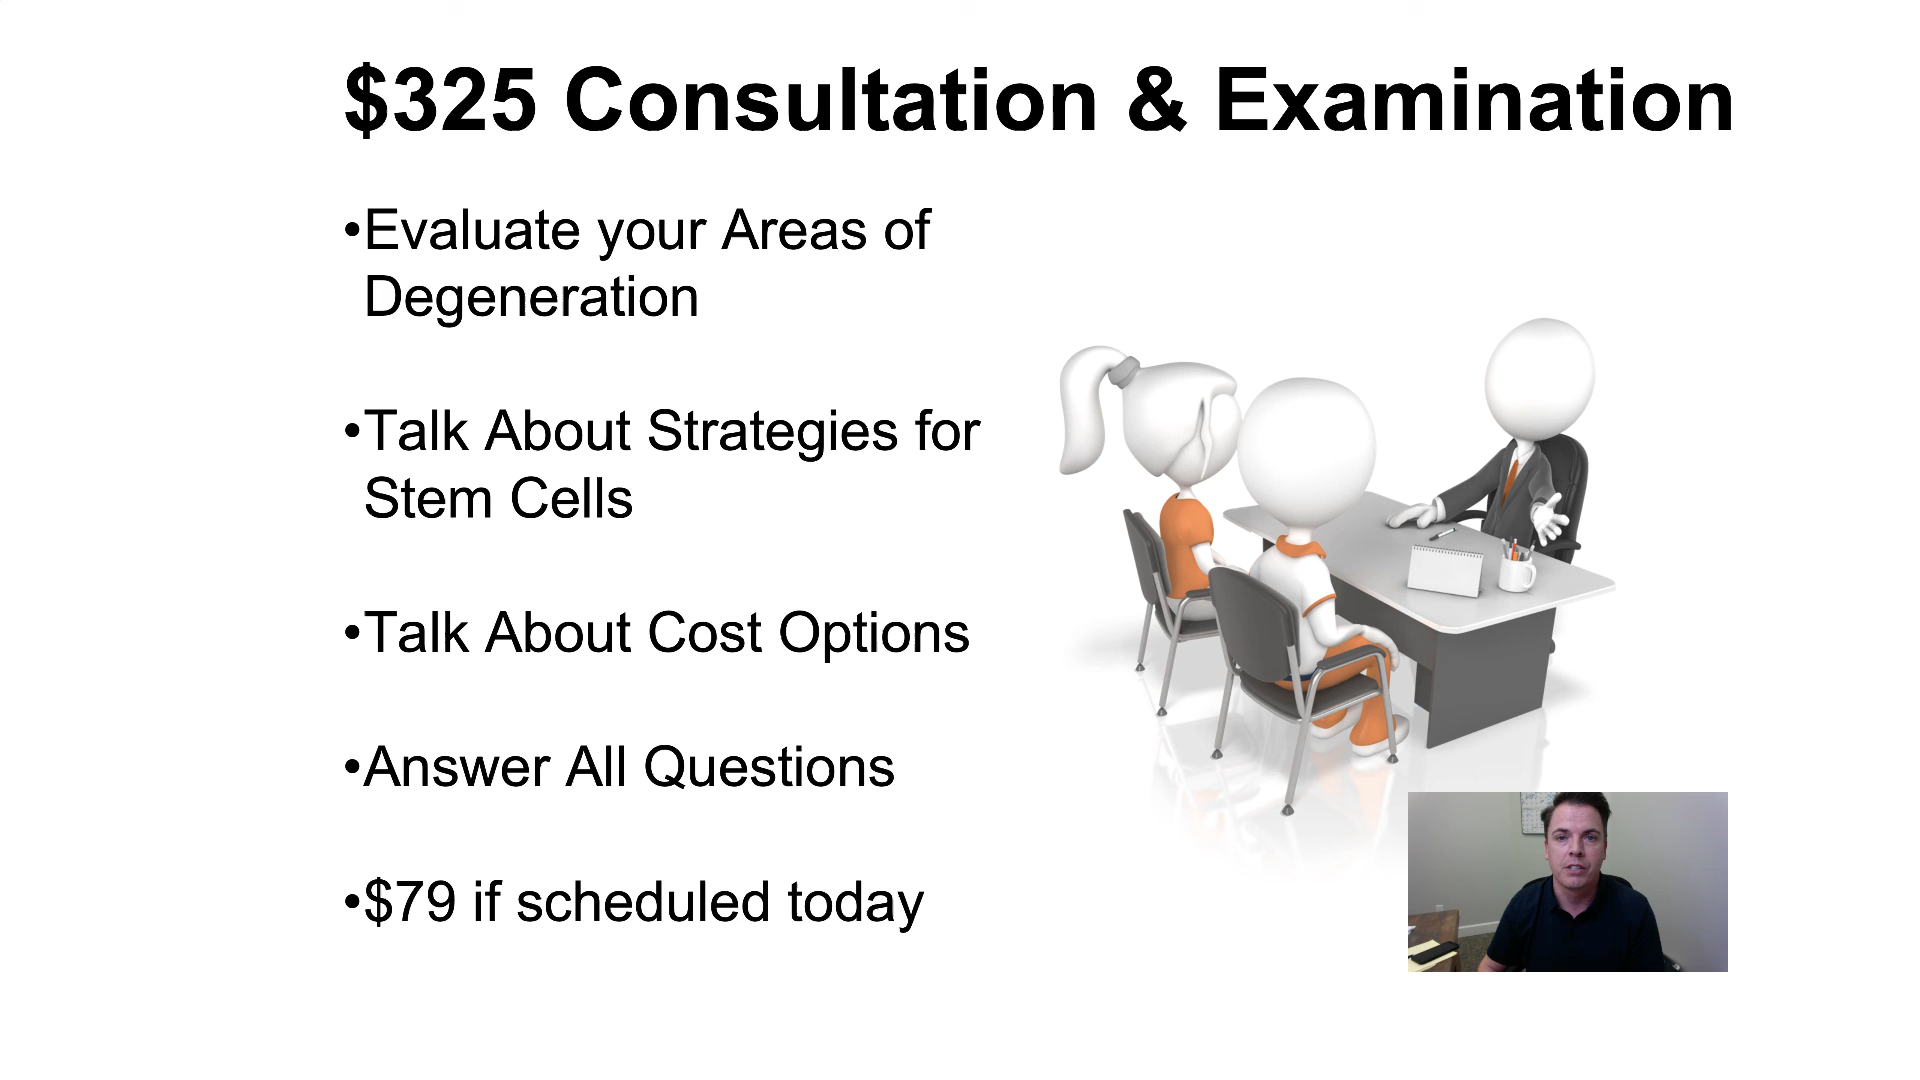 $325 Consultation & Examination
•Evaluate your Areas of
Degeneration
•Talk About Strategies for
Stem Cells
•Talk About Cost Options
•Answer All Questions
•$79 if scheduled today